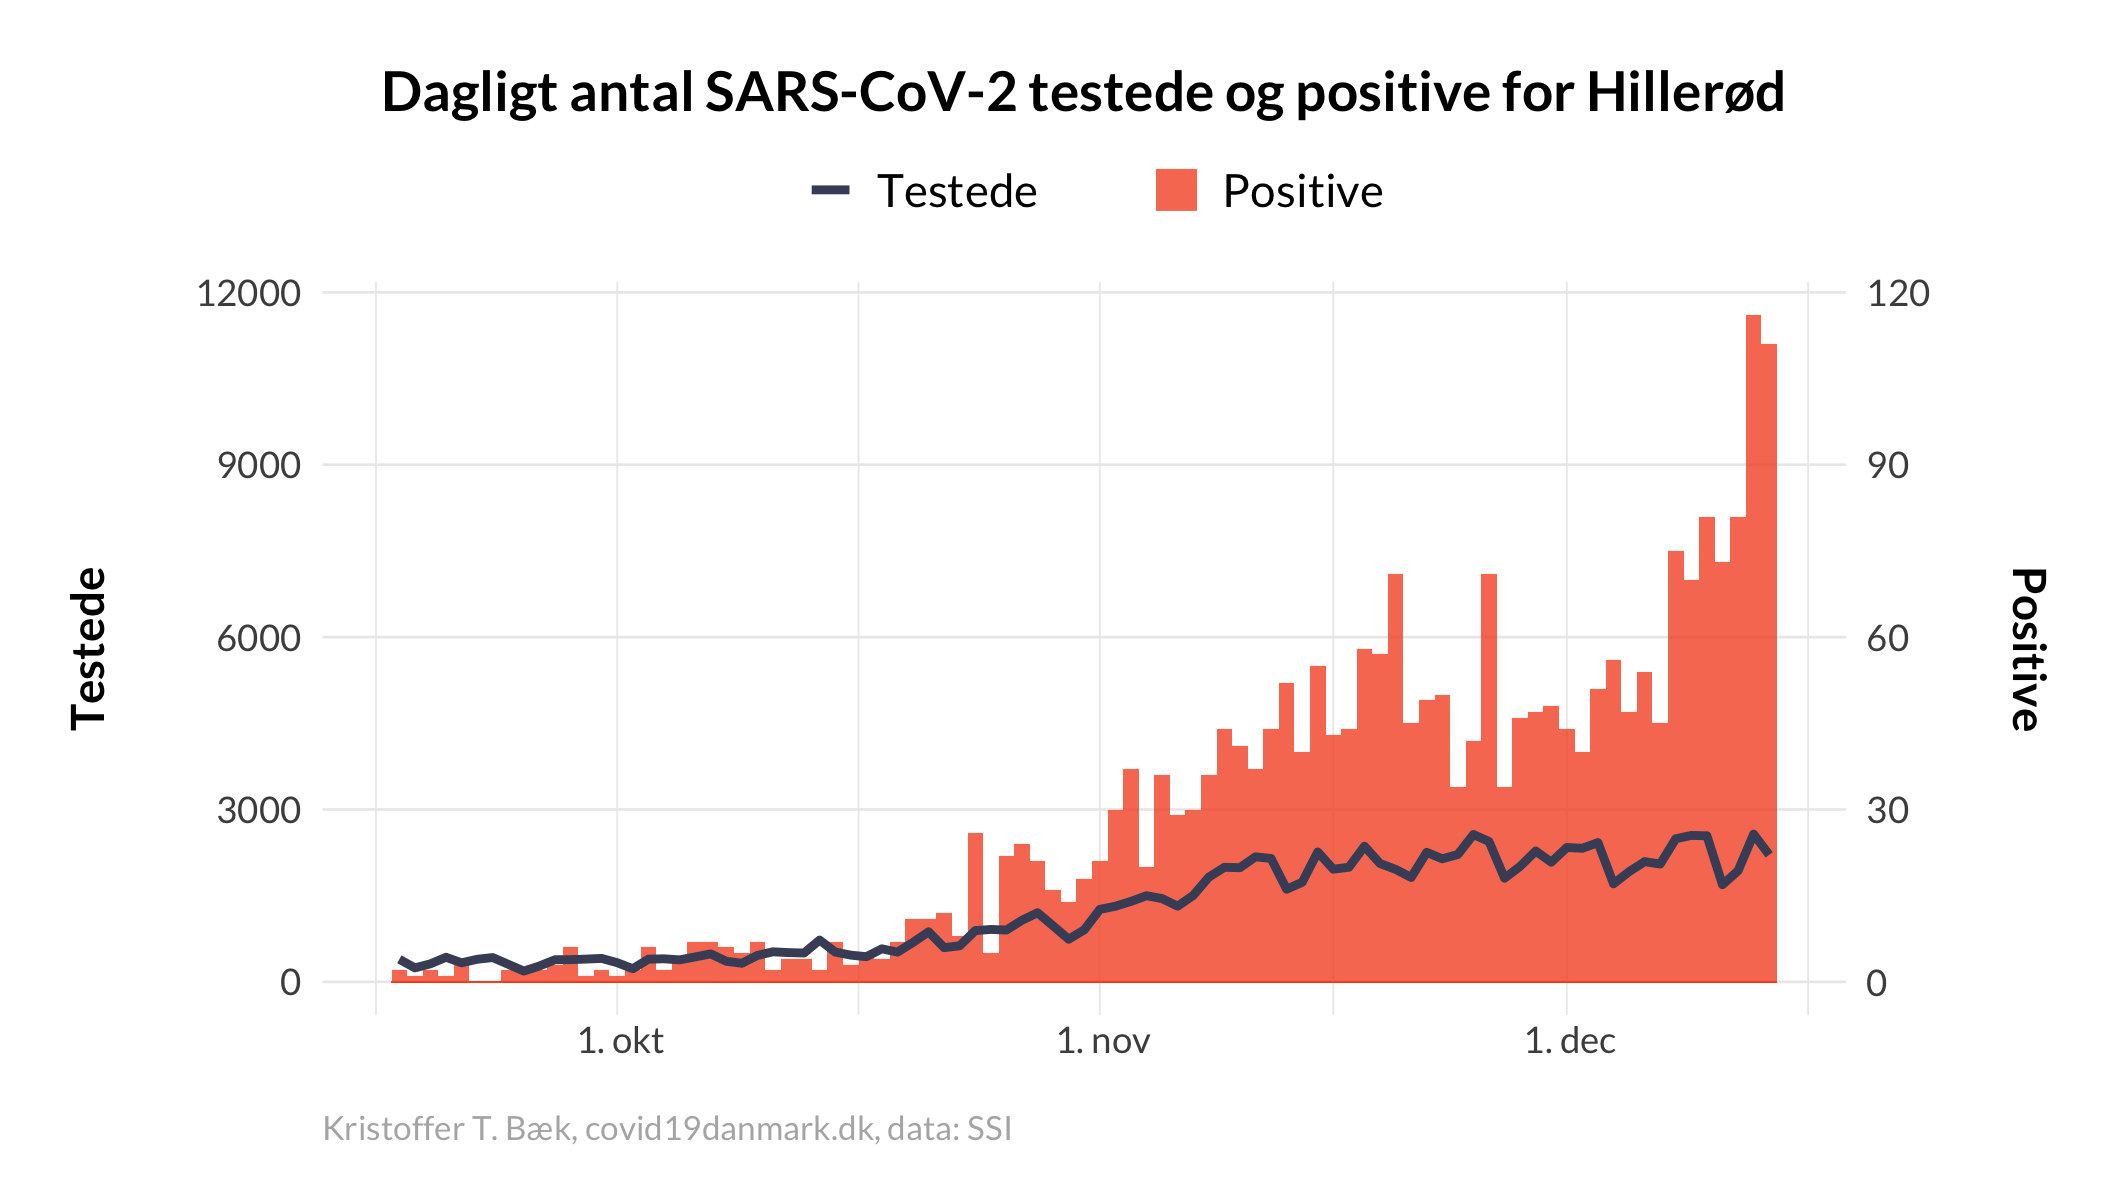 Dagligt antal SARS-CoV-2 testede og positive for Hillerød
Testede
Positive
12000
9000
6000
3000
0
120
90
60
30
0
Testede
Positive
1. okt
1. nov
1. dec
Kristoffer T. Bæk, covid19danmark.dk, data: SSI